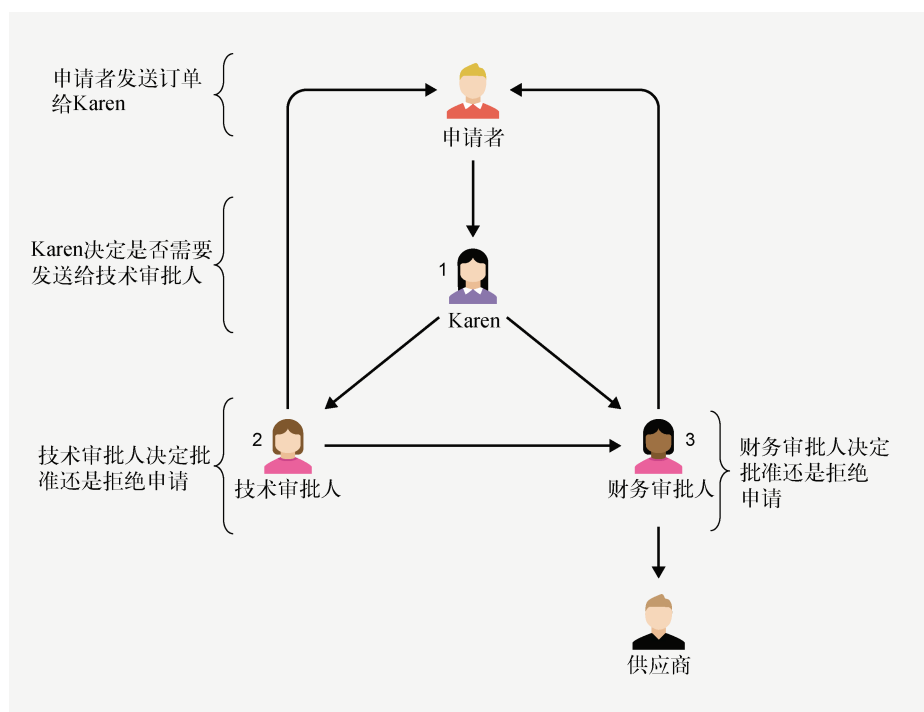 申请者发送订单
给Karen
申请者
Karen决定是否需要
发送给技术审批人
1
Karen
技术审批人决定批
准还是拒绝申请
2
技术审批人
3
财务审批人
财务审批人决定
批准还是拒绝
申请
供应商